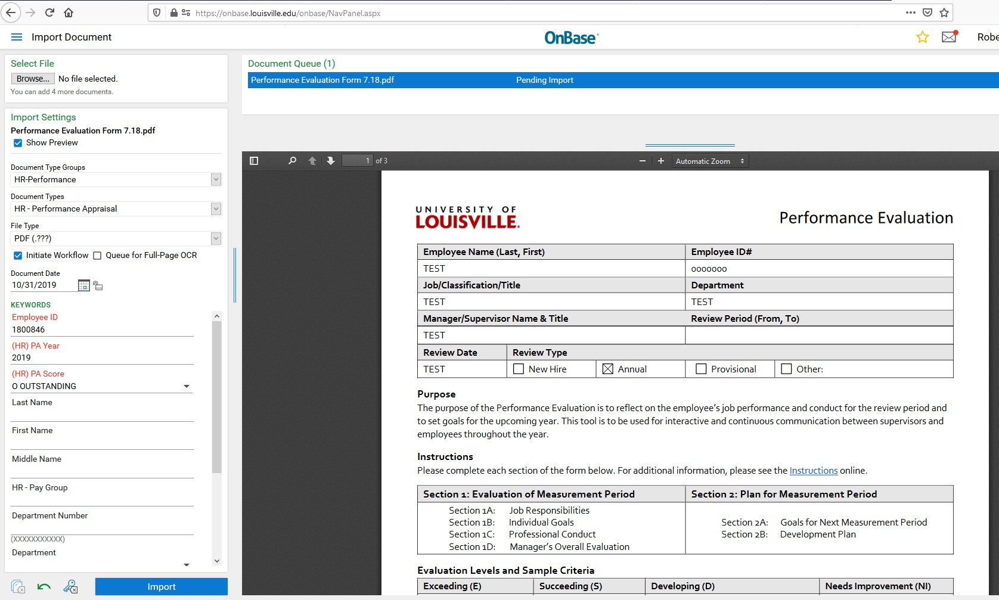 https://onbase.louisville.edu/onbase/NavPanel.aspx
Import Document
OnBase
Robe
Select File
Browse... No file selected.
You can add 4 more documents.
Import Settings
Performance Evaluation Form 7.18.pdf
Show Preview
Document Type Groups
HR-Performance
Document Types
HR - Performance Appraisal
File Type
PDF (.???)
Initiate Workflow Queue for Full-Page OCR
Document Date
10/31/2019
KEYWORDS
Employee ID
1800846
(HR) PA Year
2019
(HR) PA Score
O OUTSTANDING
Last Name
First Name
Middle Name
HR - Pay Group
Department Number
(XXXXXXXXXXX)
Department
Import
Document Queue (1)
Performance Evaluation Form 7.18.pdf Pending Import
1 of 3 Automatic Zoom
UNIVERSITY OF
LOUISVILLE.
Performance Evaluation
Employee Name (Last, First) Employee ID#
TEST 0000000
Job/Classification/Title Department
TEST TEST
Manager/Supervisor Name & Title Review Period (From, To)
TEST
Review Date Review Type
TEST New Hire Annual Provisional Other:
Purpose
The purpose of the Performance Evaluation is to reflect on the employee's job performance and conduct for the review period and
to set goals for the upcoming year. This tool is to be used for interactive and continuous communication between supervisors and
employees throughout the year.
Instructions
Please complete each section of the form below. For additional information, please see the Instructions online.
Section 1: Evaluation of Measurement Period Section 2: Plan for Measurement Period
Section 1A: Job Responsibilities
Section 1B: Individual Goals
Section 1C: Professional Conduct
Section 1D: Manager's Overall Evaluation
Section 2A: Goals for Next Measurement Period
Section 2B: Development Plan
Evaluation Levels and Sample Criteria
Exceeding (E) Succeeding (S) Developing (D) Needs Improvement (NI)